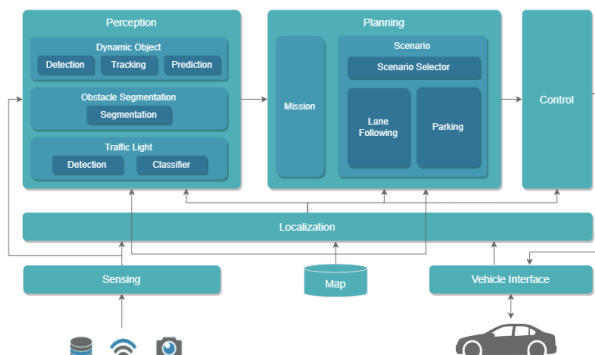 Perception
Dynamic Object
Detection
Tracking
Prediction
Obstacle Segmentation
Segmentation
Traffic Light
Detection
Classifier
Planning
Mission
Scenario
Scenario Selector
Lane
Following
Parking
Control
Localization
Sensing
Map
Vehicle Interface